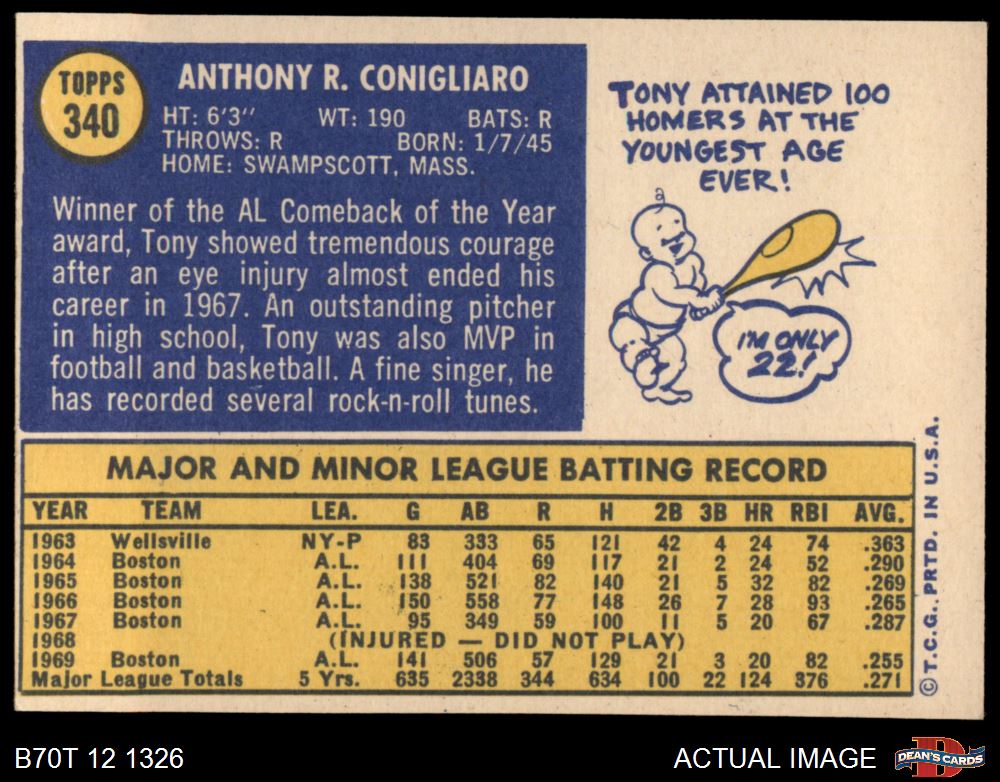 TOPPS
340
ANTHONY R. CONIGLIARO
HT: 6'3" WT: 190 BATS: R
THROWS: R BORN: 1/7/45
HOME: SWAMPSCOTT, MASS.
Winner of the AL Comeback of the Year
award, Tony showed tremendous courage
after an eye injury almost ended his
career in 1967. An outstanding pitcher
in high school, Tony was also MVP in
football and basketball. A fine singer, he
has recorded several rock-n-roll tunes.
TONY ATTAINED 100
HOMERS AT THE
YOUNGEST AGE
EVER!
I'M ONLY
22!
MAJOR AND MINOR LEAGUE BATTING RECORD
YEAR TEAM LEA. G AB R H 2B 3B HR RBI AVG.
1963 Wellsville NY-P 83 333 65 121 42 4 24 74 .363
1964 Boston A.L. 111 404 69 117 21 2 24 52 .290
1965 Boston A.L. 138 521 82 140 21 5 32 82 .269
1966 Boston A.L. 150 558 77 148 26 7 28 93 .265
1967 Boston A.L. 95 349 59 100 11 5 20 67 .287
1968 (INJURED — DID NOT PLAY)
1969 Boston A.L. 141 506 57 129 21 3 20 82 .255
Major League Totals 5 Yrs. 635 2338 344 634 100 22 124 376 .271
© T.C.G. PRTD. IN U.S.A.
B70T 12 1326
ACTUAL IMAGE
D
DEAN'S CARDS